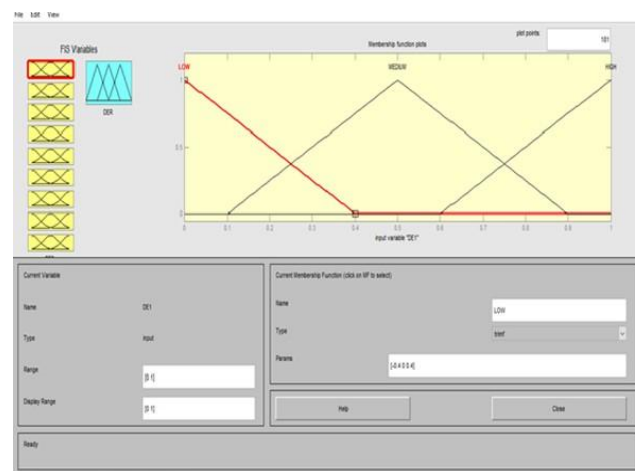 File Edit View
FIS Variables
DER
Membership function plots
plot points:
181
LOW
MEDIUM
HIGH
1
0.5
0
0 0.1 0.2 0.3 0.4 0.5 0.6 0.7 0.8 0.9 1
input variable "DE1"
Current Variable
Name DE1
Type input
Range [0 1]
Display Range [0 1]
Current Membership Function (click on MF to select)
Name LOW
Type trimf
Params [-0.4 0 0.4]
Help Close
Ready